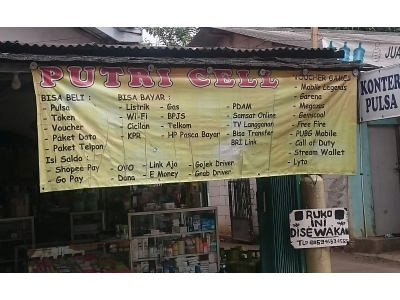 PUTRI CELL
BISA BELI :
- Pulsa
- Token
- Voucher
- Paket Data
- Paket Telpon
Isi Saldo :
- Shopee Pay
- Go Pay
BISA BAYAR :
- Listrik
- Wi-Fi
- Cicilan
- KPR
- Gas
- BPJS
- Telkom
- HP Pasca Bayar
- PDAM
- Samsat Online
- TV Langganan
- Bisa Transfer
BRI Link
- OVO
- Dana
- Link Aja
- E Money
- Gojek Driver
- Grab Driver
VOUCHER GAMES
- Mobile Legends
- Garena
- Megaxus
- Gemscool
- Free Fire
- PUBG Mobile
- Call of Duty
- Stream Wallet
- Lyto
JUA
KONTER
PULSA
RUKO
INI
DISEWAKAN